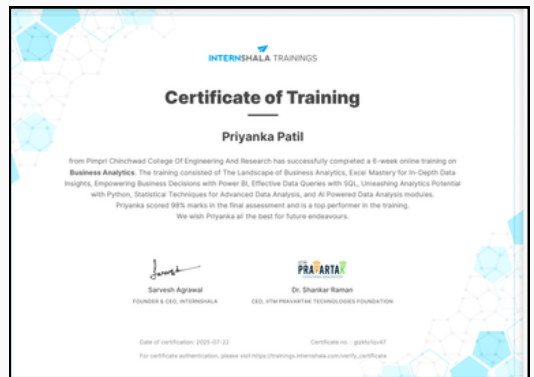 INTERNSHALA TRAININGS
Certificate of Training
Priyanka Patil
from Pimpri Chinchwad College Of Engineering And Research has successfully completed a 6-week online training on
Business Analytics. The training consisted of The Landscape of Business Analytics, Excel Mastery for In-Depth Data
Insights, Empowering Business Decisions with Power BI, Effective Data Queries with SQL, Unleashing Analytics Potential
with Python, Statistical Techniques for Advanced Data Analysis, and AI Powered Data Analysis modules.
Priyanka scored 98% marks in the final assessment and is a top performer in the training.
We wish Priyanka all the best for future endeavours.
PRAVARTAK
Sarvesh Agrawal
Dr. Shankar Raman
FOUNDER & CEO, INTERNSHALA
CEO, IITM PRAVARTAK TECHNOLOGIES FOUNDATION
Date of certification: 2025-07-22
Certificate no. :
For certificate authentication, please visit https://trainings.internshala.com/verify_certificate